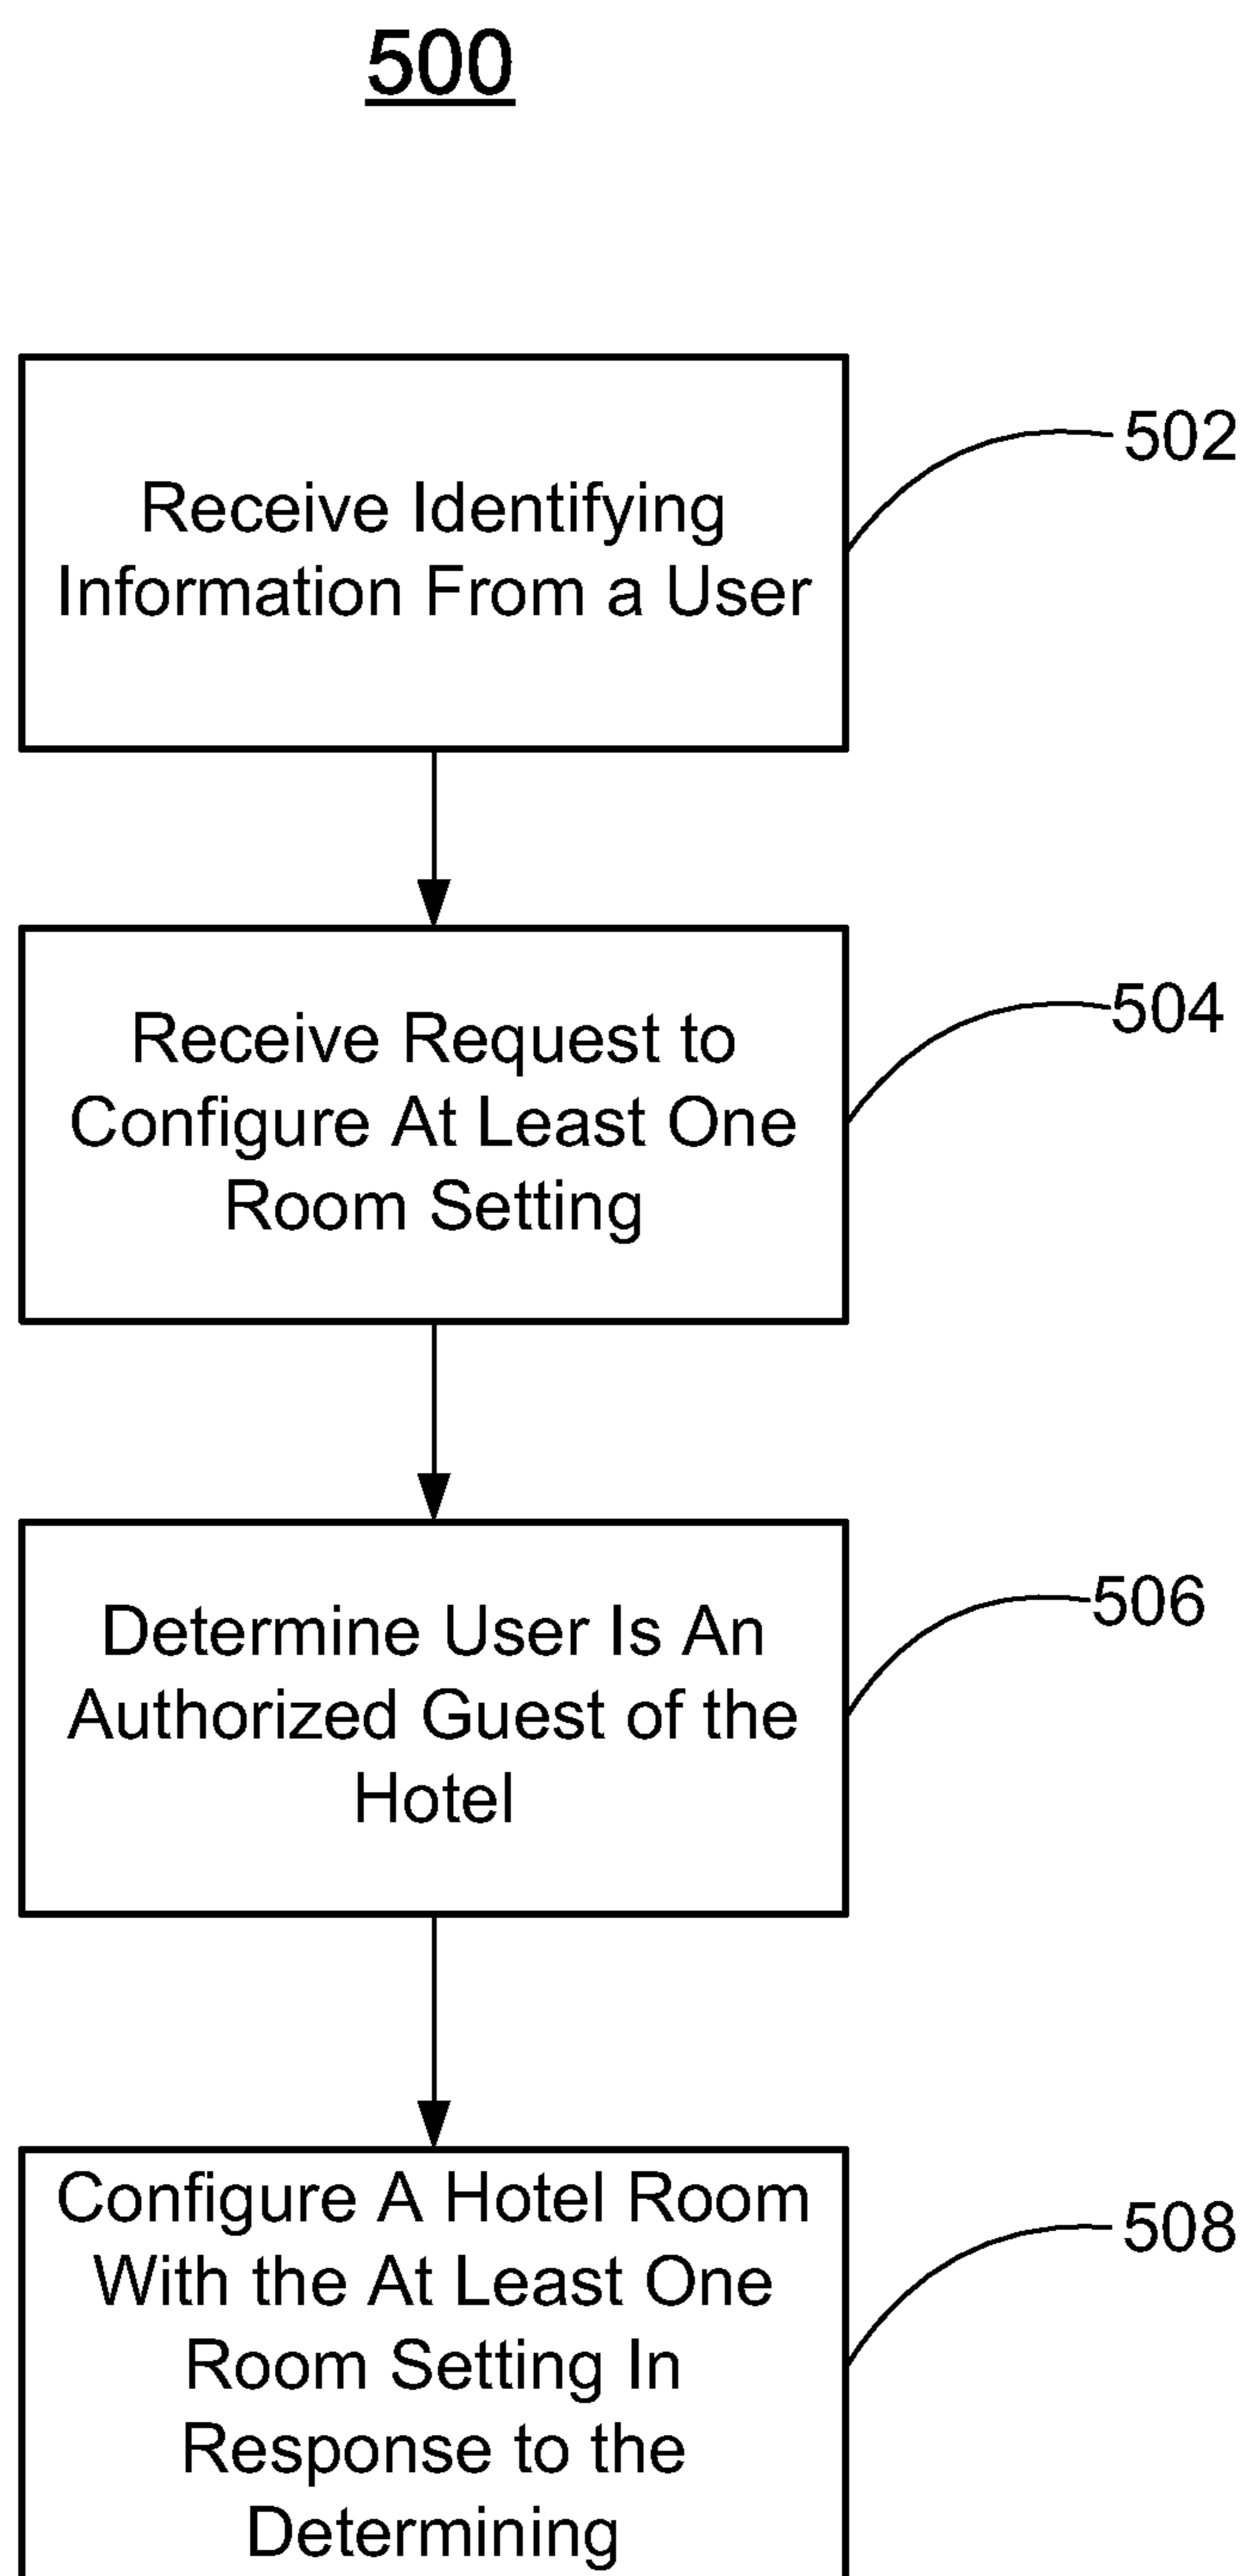 500
Receive Identifying
Information From a User
502
Receive Request to
Configure At Least One
Room Setting
504
Determine User Is An
Authorized Guest of the
Hotel
506
Configure A Hotel Room
With the At Least One
Room Setting In
Response to the
Determining
508